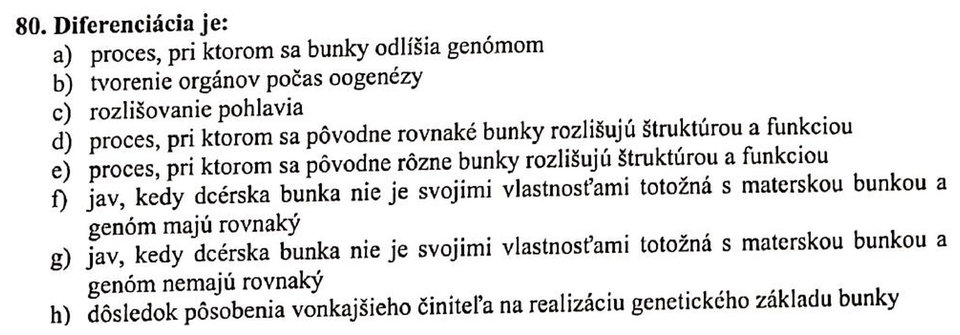 80. Diferenciácia je:
a) proces, pri ktorom sa bunky odlíšia genómom
b) tvorenie orgánov počas oogenézy
c) rozlišovanie pohlavia
d) proces, pri ktorom sa pôvodne rovnaké bunky rozlišujú štruktúrou a funkciou
e) proces, pri ktorom sa pôvodne rôzne bunky rozlišujú štruktúrou a funkciou
f) jav, kedy dcérska bunka nie je svojimi vlastnosťami totožná s materskou bunkou a
genóm majú rovnaký
g) jav, kedy dcérska bunka nie je svojimi vlastnosťami totožná s materskou bunkou a
genóm nemajú rovnaký
h) dôsledok pôsobenia vonkajšieho činiteľa na realizáciu genetického základu bunky